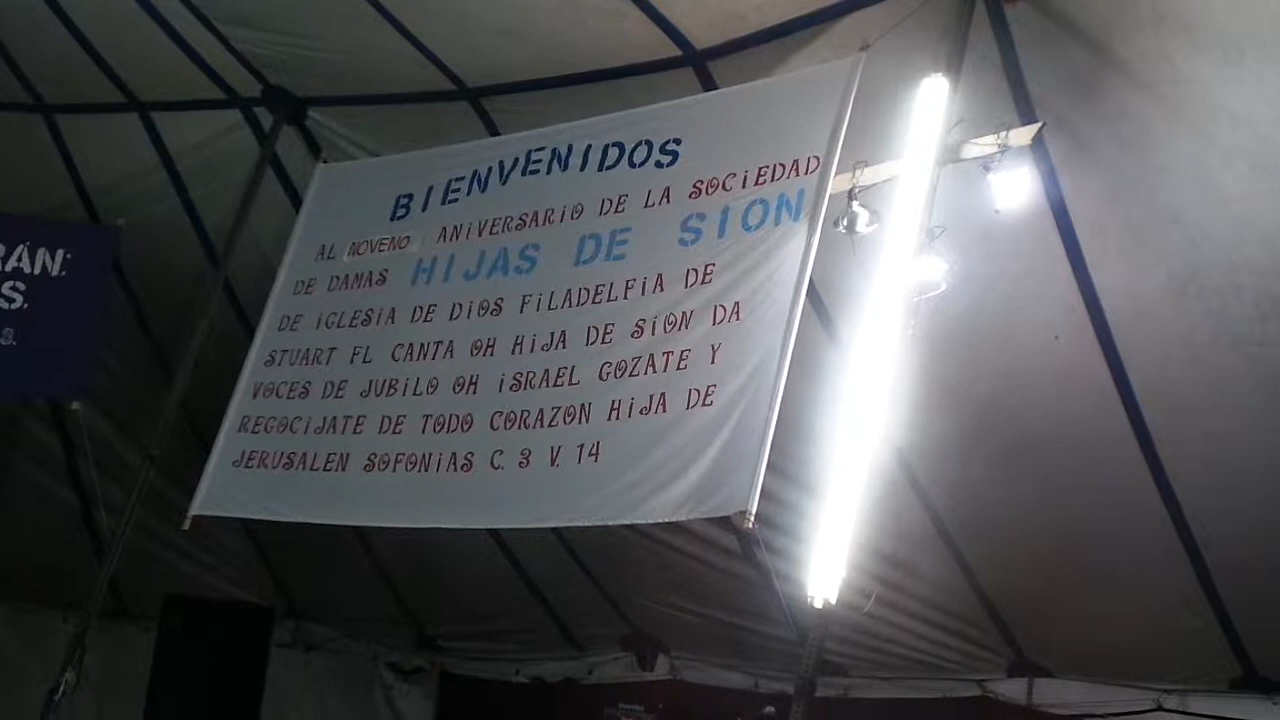 BIENVENIDOS
AL NOVENO ANiVERSARiO DE LA SOCiEDAD
DE DAMAS HIJAS DE SION
DE iGLESiA DE DiOS FiLADELFiA DE
STUART FL CANTA OH HiJA DE SiON DA
VOCES DE JUBiLO OH iSRAEL GOZATE Y
REGOCiJATE DE TODO CORAZON HiJA DE
JERUSALEN SOFONiAS C. 3 V. 14
RÁN:
S.